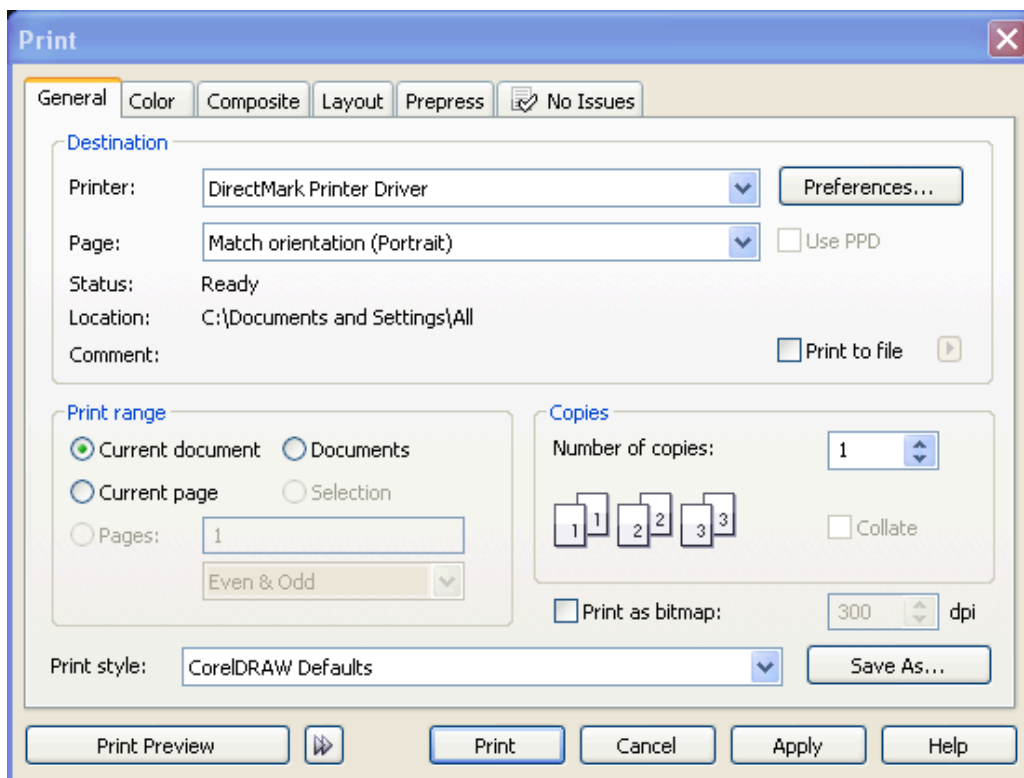 Print
General Color Composite Layout Prepress No Issues
Destination
Printer: DirectMark Printer Driver Preferences...
Page: Match orientation (Portrait) Use PPD
Status: Ready
Location: C:\Documents and Settings\All
Comment: Print to file
Print range
Current document Documents
Current page Selection
Pages: 1
Even & Odd
Copies
Number of copies: 1
1 1 2 2 3 3
Collate
Print as bitmap: 300 dpi
Print style: CorelDRAW Defaults Save As...
Print Preview Print Cancel Apply Help